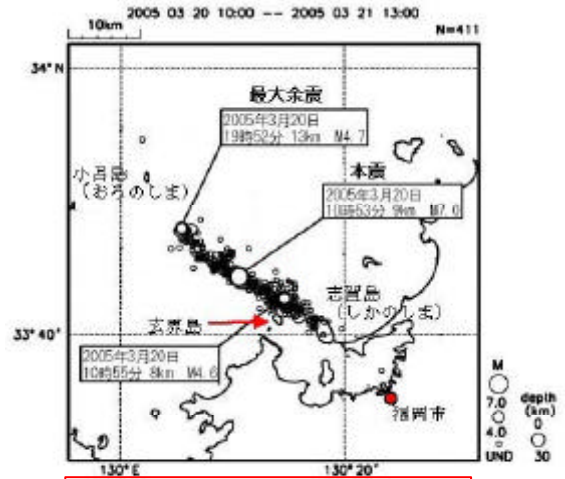 2005 03 20 10:00 -- 2005 03 21 13:00
10km
N=411
34°N
最大余震
2005年3月20日
19時52分 13km M4.7
小呂島
(おろのしま)
本震
2005年3月20日
10時53分 9km M7.0
志賀島
(しかのしま)
玄界島
33°40'
2005年3月20日
10時55分 8km M4.6
福岡市
M
7.0
4.0
UND
depth
(km)
0
30
130°E
130°20'